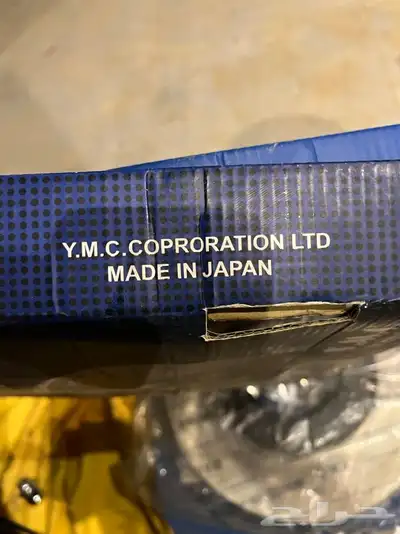 Y.M.C.COPRORATION LTD
MADE IN JAPAN
حراج